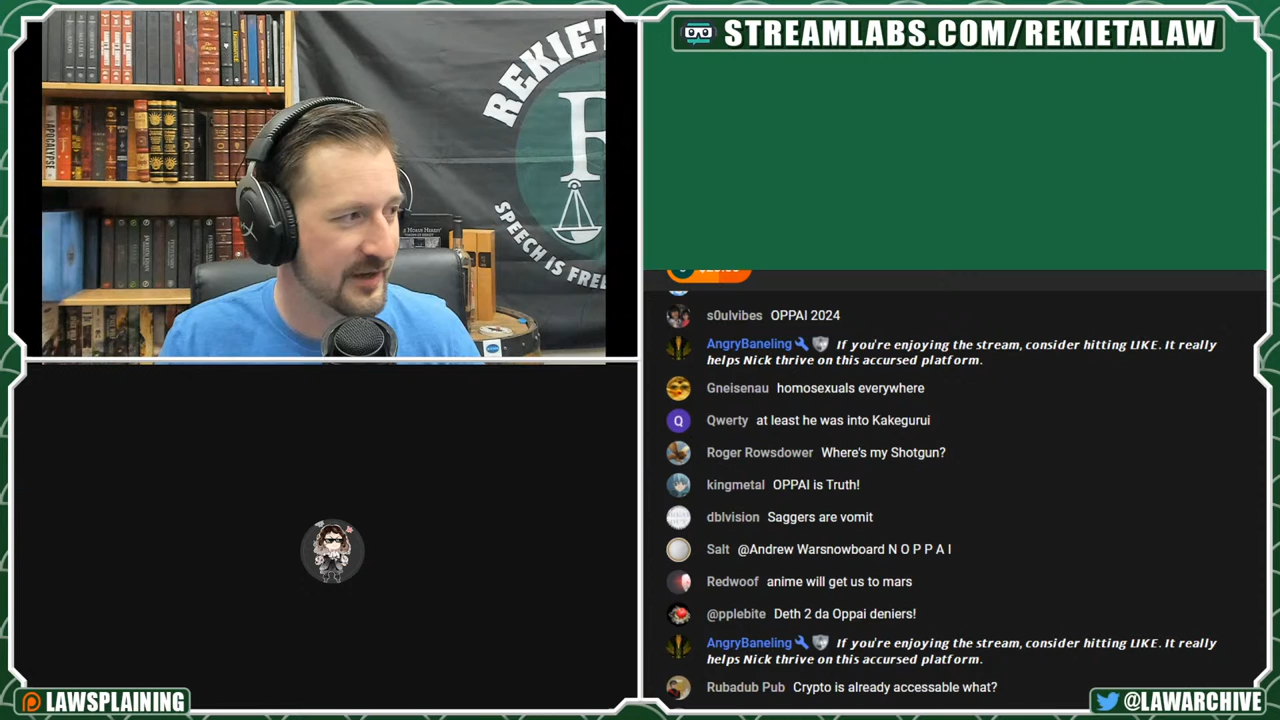 STREAMLABS.COM/REKIETALAW
REKIET
R
SPEECH IS FREE
APOCALYPSE
s0ulvibes OPPAI 2024
AngryBaneling If you're enjoying the stream, consider hitting LIKE. It really
helps Nick thrive on this accursed platform.
Gneisenau homosexuals everywhere
Q Qwerty at least he was into Kakegurui
Roger Rowsdower Where's my Shotgun?
kingmetal OPPAI is Truth!
dblvision Saggers are vomit
Salt @Andrew Warsnowboard N O P P A I
Redwoof anime will get us to mars
@pplebite Deth 2 da Oppai deniers!
AngryBaneling If you're enjoying the stream, consider hitting LIKE. It really
helps Nick thrive on this accursed platform.
Rubadub Pub Crypto is already accessable what?
LAWSPLAINING
@LAWARCHIVE